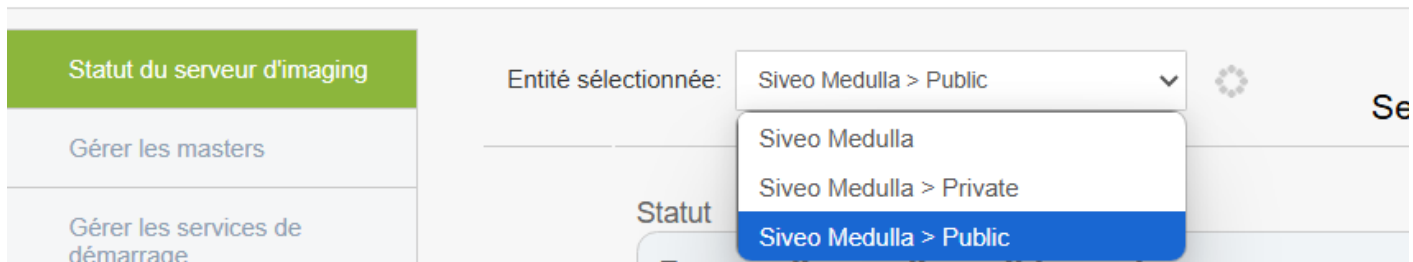 Statut du serveur d'imaging
Gérer les masters
Gérer les services de
démarrage
Entité sélectionnée:
Siveo Medulla > Public
Siveo Medulla
Siveo Medulla > Private
Siveo Medulla > Public
Se
Statut